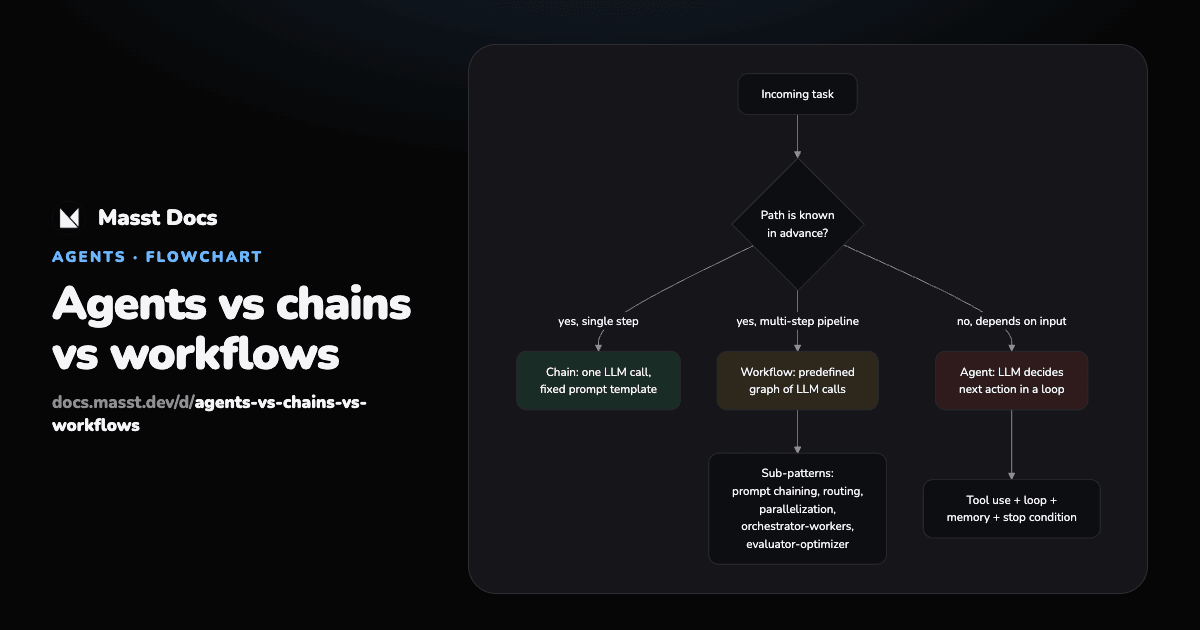 Masst Docs
AGENTS · FLOWCHART
Agents vs chains
vs workflows
docs.masst.dev/d/agents-vs-chains-vs-
workflows
Incoming task
Path is known
in advance?
yes, single step
yes, multi-step pipeline
no, depends on input
Chain: one LLM call,
fixed prompt template
Workflow: predefined
graph of LLM calls
Agent: LLM decides
next action in a loop
Sub-patterns:
prompt chaining, routing,
parallelization,
orchestrator-workers,
evaluator-optimizer
Tool use + loop +
memory + stop condition